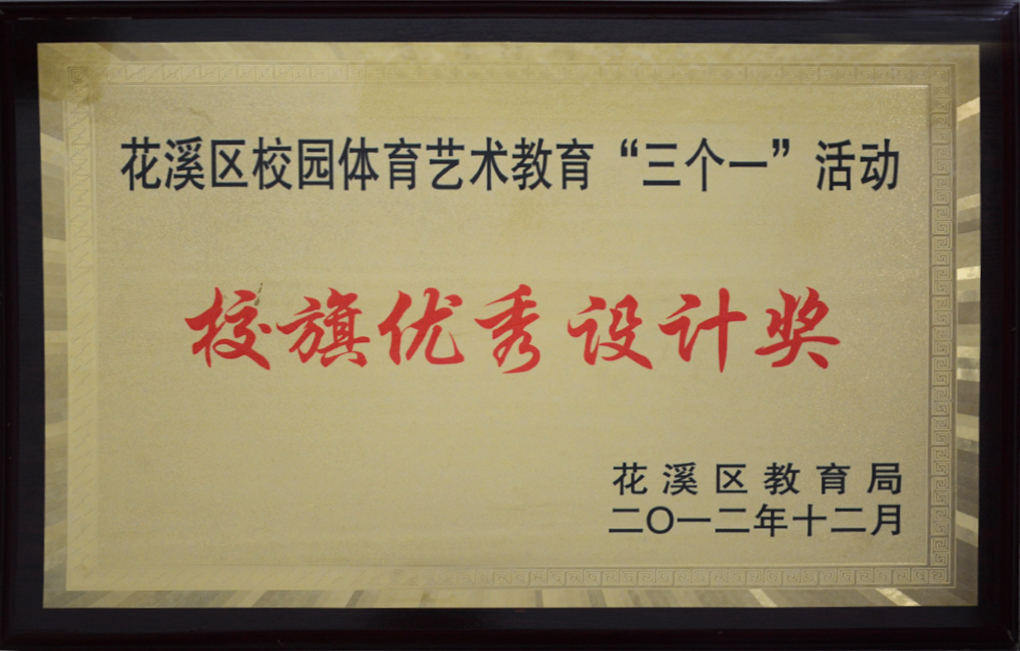 花溪区校园体育艺术教育“三个一”活动
校旗优秀设计奖
花溪区教育局
二〇一二年十二月